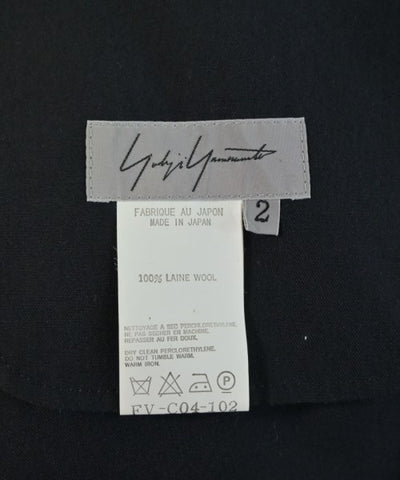 Yohji Yamamoto
2
FABRIQUE AU JAPON
MADE IN JAPAN
100% LAINE WOOL
NETTOYAGE A SEC PERCHLORETHYLENE.
NE PAS SECHER EN MACHINE.
REPASSER AU FER DOUX.
DRY CLEAN PERCLORETHYLENE.
DO NOT TUMBLE WARM.
WARM IRON.
P
FV-C04-102